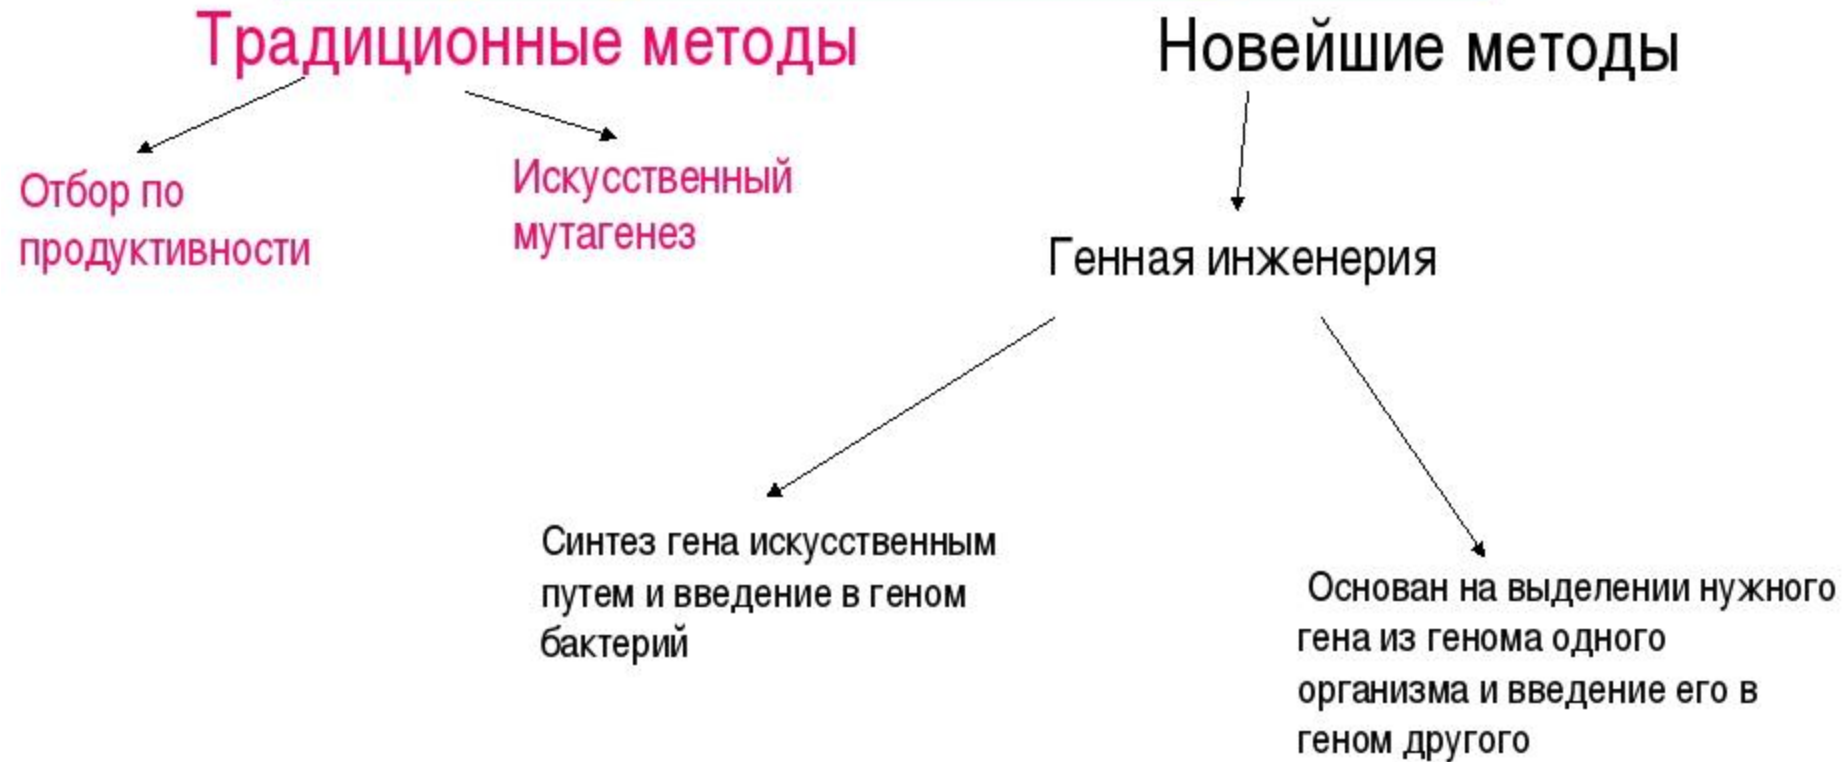 Традиционные методы
Новейшие методы
Отбор по
продуктивности
Искусственный
мутагенез
Генная инженерия
Синтез гена искусственным
путем и введение в геном
бактерий
Основан на выделении нужного
гена из генома одного
организма и введение его в
геном другого